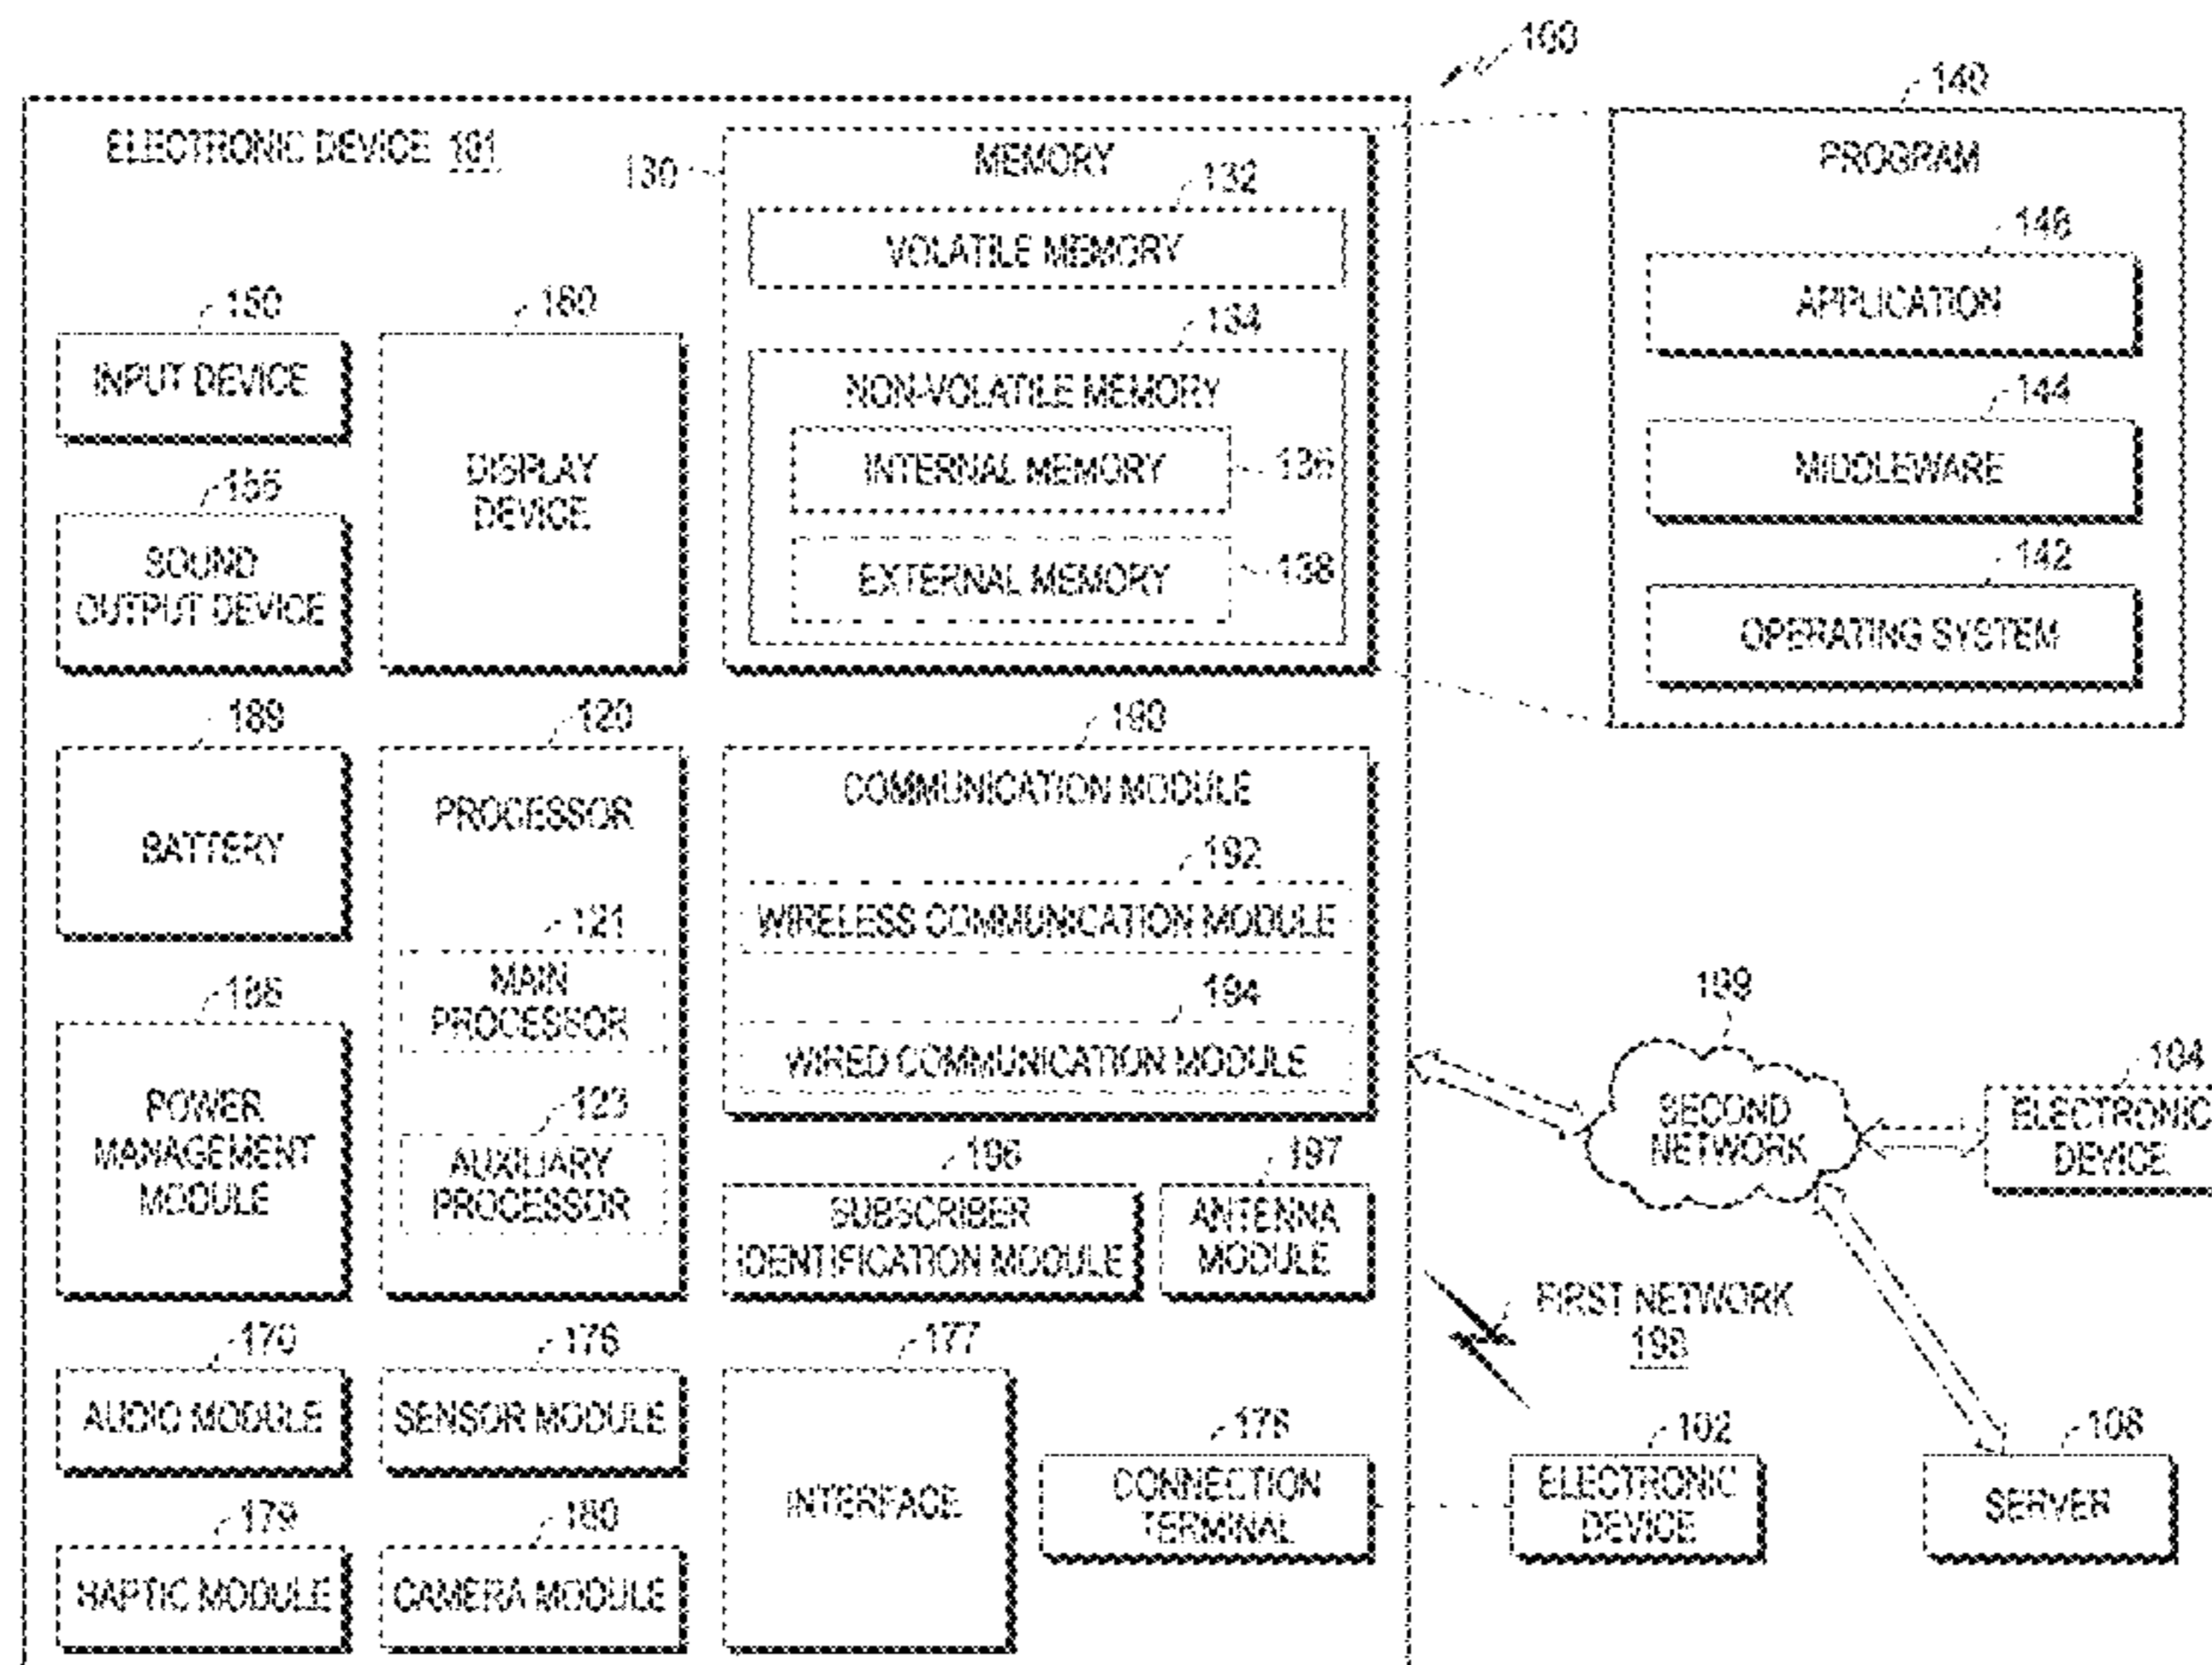 100
ELECTRONIC DEVICE 101
130
MEMORY
132
VOLATILE MEMORY
134
NON-VOLATILE MEMORY
INTERNAL MEMORY
136
EXTERNAL MEMORY
138
140
PROGRAM
146
APPLICATION
144
MIDDLEWARE
142
OPERATING SYSTEM
150
INPUT DEVICE
155
SOUND
OUTPUT DEVICE
160
DISPLAY
DEVICE
189
BATTERY
188
POWER
MANAGEMENT
MODULE
120
PROCESSOR
121
MAIN
PROCESSOR
123
AUXILIARY
PROCESSOR
190
COMMUNICATION MODULE
192
WIRELESS COMMUNICATION MODULE
194
WIRED COMMUNICATION MODULE
196
SUBSCRIBER
IDENTIFICATION MODULE
197
ANTENNA
MODULE
199
SECOND
NETWORK
104
ELECTRONIC
DEVICE
FIRST NETWORK
198
170
AUDIO MODULE
176
SENSOR MODULE
177
INTERFACE
178
CONNECTION
TERMINAL
102
ELECTRONIC
DEVICE
108
SERVER
179
HAPTIC MODULE
180
CAMERA MODULE